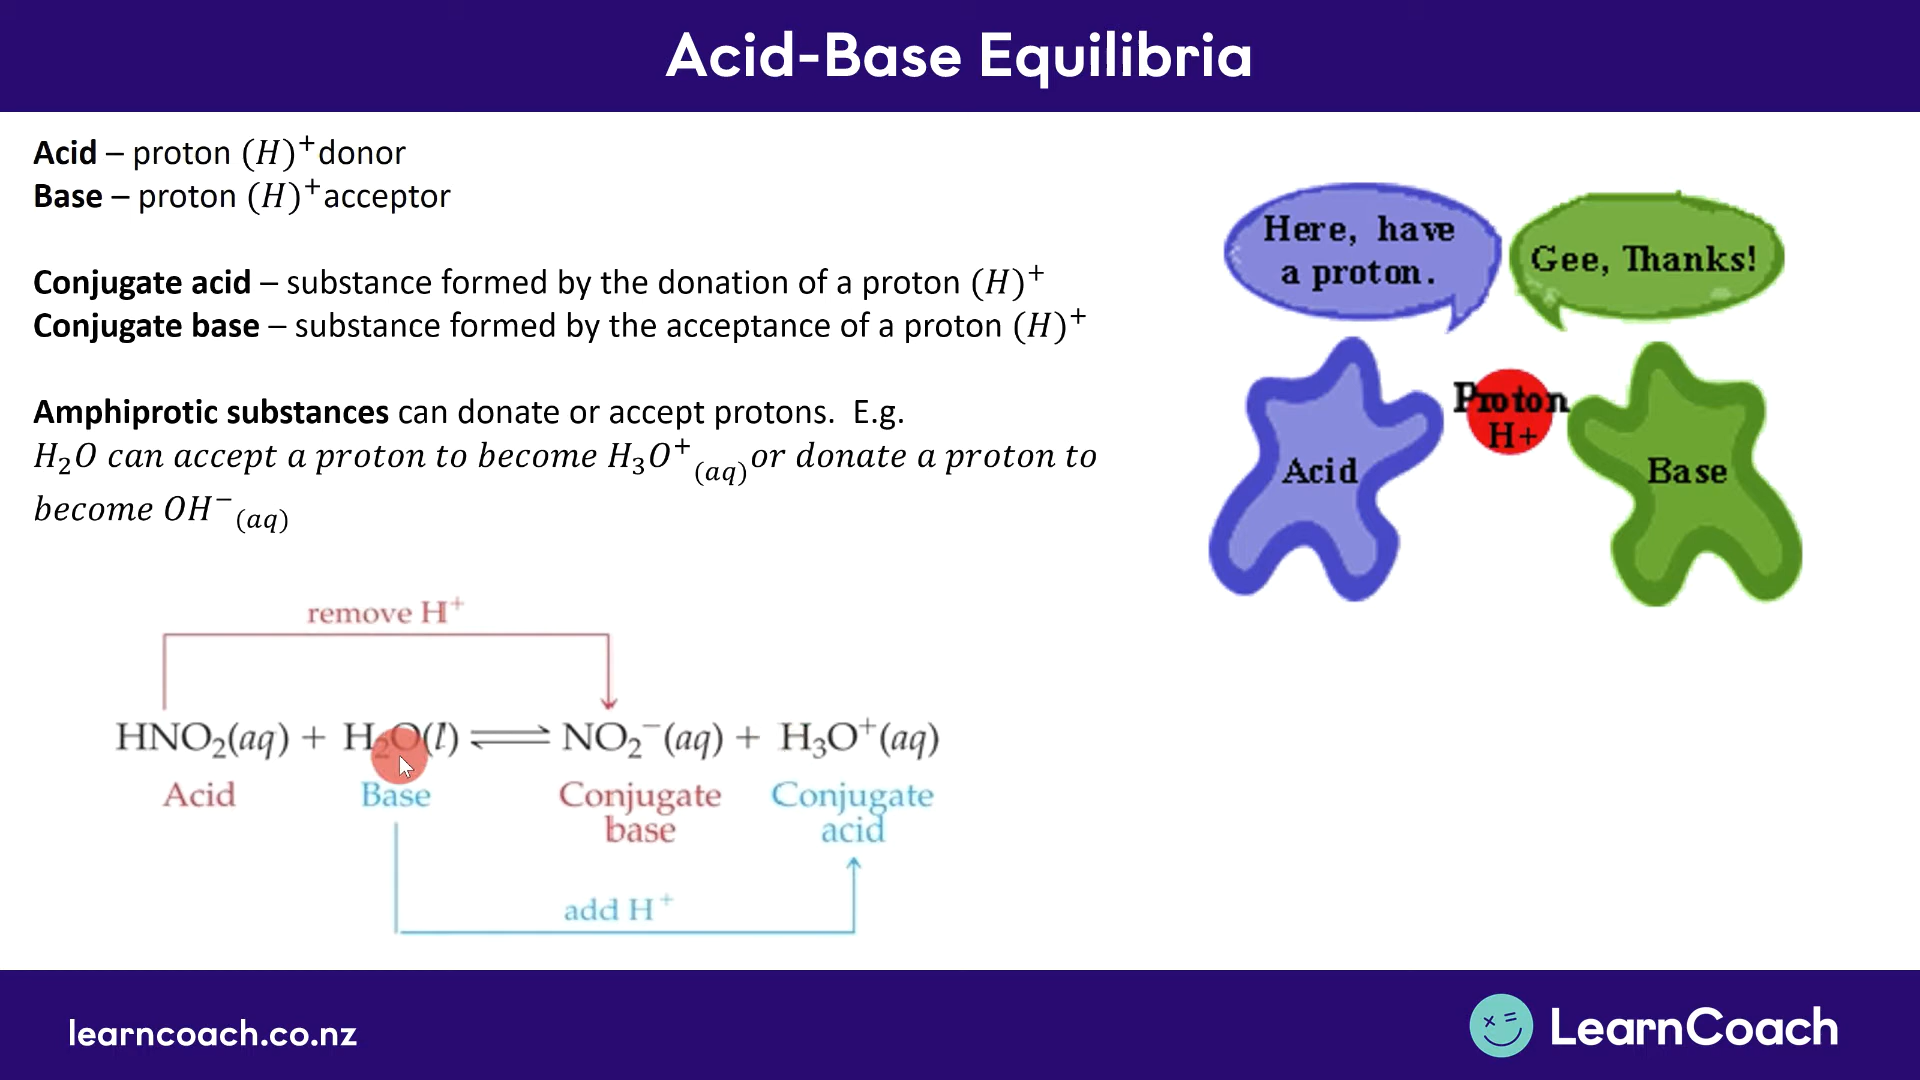 Acid-Base Equilibria
Acid – proton (H)⁺donor
Base – proton (H)⁺acceptor
Conjugate acid – substance formed by the donation of a proton (H)⁺
Conjugate base – substance formed by the acceptance of a proton (H)⁺
Amphiprotic substances can donate or accept protons. E.g.
H₂O can accept a proton to become H₃O⁺(aq)or donate a proton to
become OH⁻(aq)
Here, have
a proton.
Gee, Thanks!
Proton
H+
Acid
Base
remove H⁺
HNO₂(aq) + H₂O(l) ⇌ NO₂⁻(aq) + H₃O⁺(aq)
Acid Base Conjugate base Conjugate acid
add H⁺
learncoach.co.nz
LearnCoach